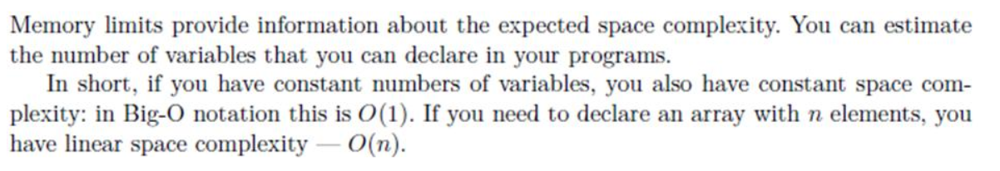 Memory limits provide information about the expected space complexity. You can estimate
the number of variables that you can declare in your programs.
In short, if you have constant numbers of variables, you also have constant space com-
plexity: in Big-O notation this is O(1). If you need to declare an array with n elements, you
have linear space complexity — O(n).